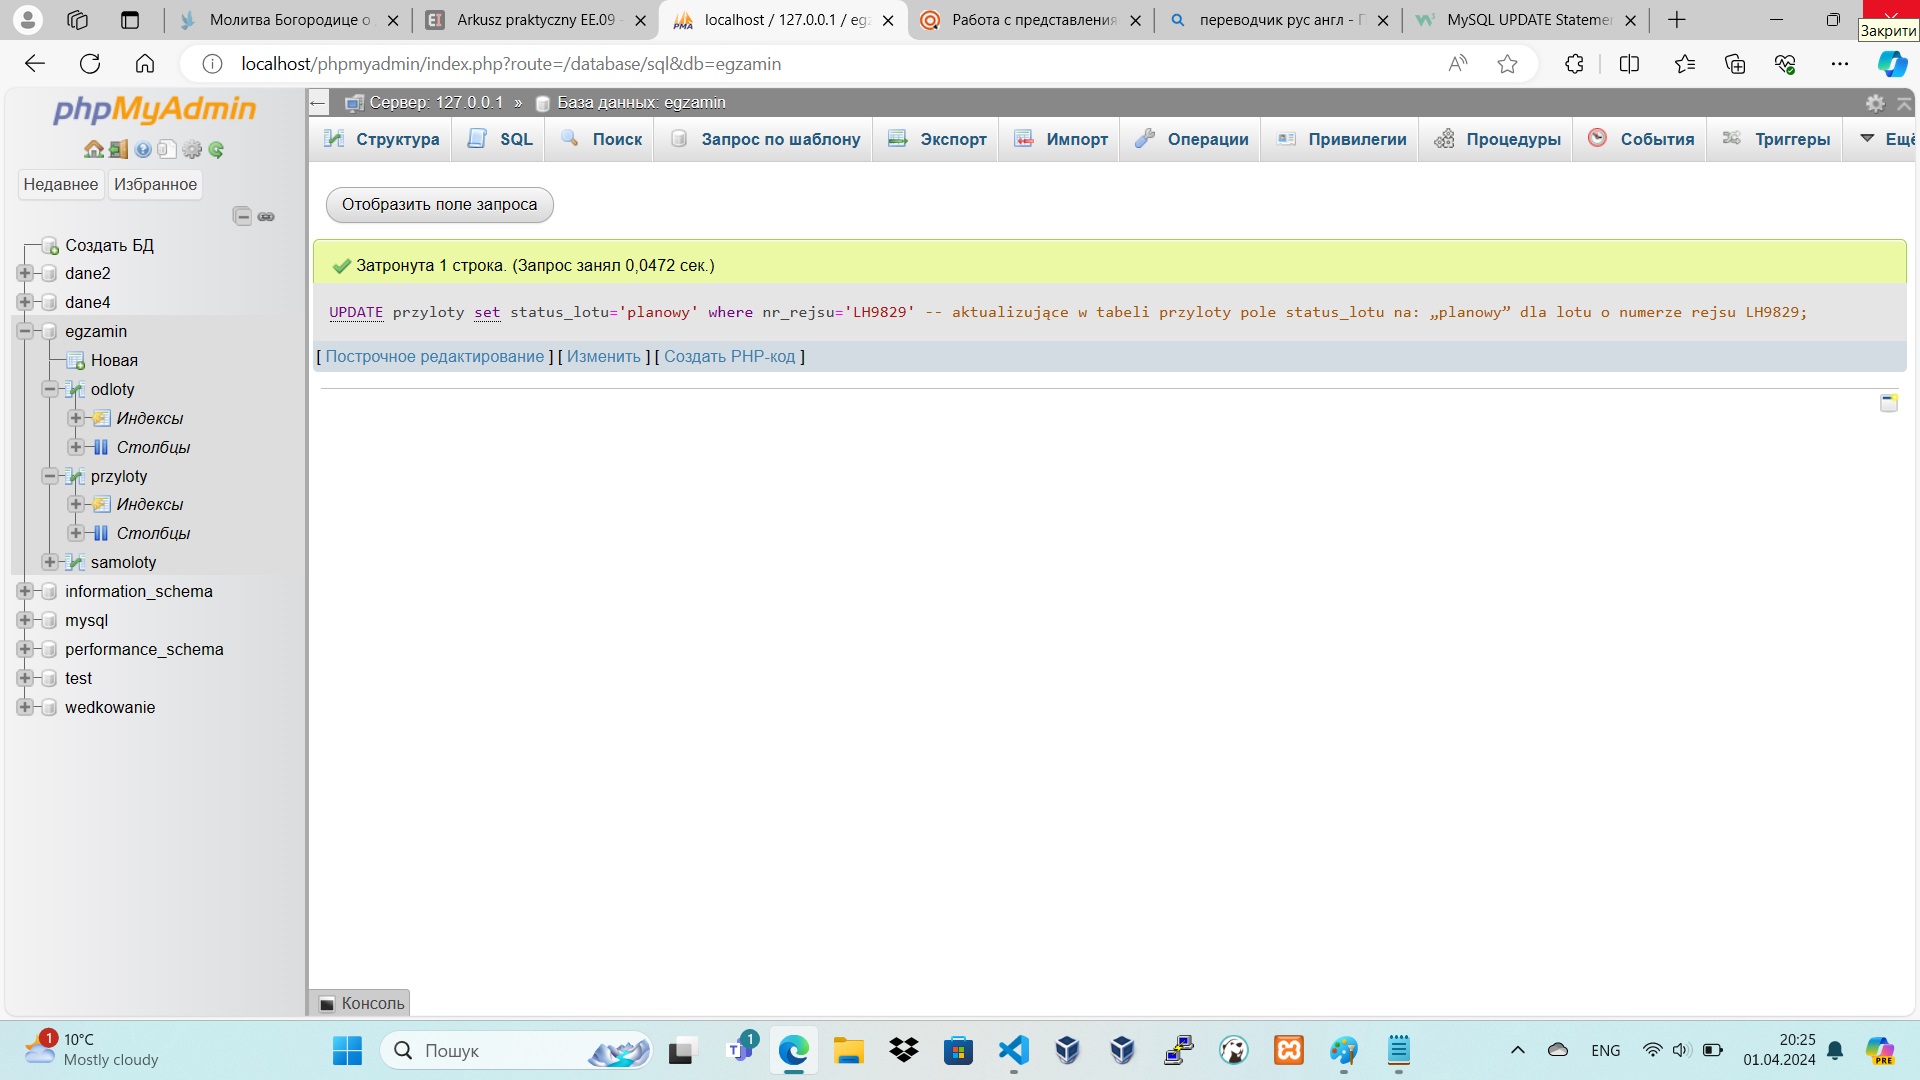 Молитва Богородице о
Arkusz praktyczny EE.09 -
localhost / 127.0.0.1 / egz
Работа с представления
переводчик рус англ - П
MySQL UPDATE Stateme
Закрити
localhost/phpmyadmin/index.php?route=/database/sql&db=egzamin
phpMyAdmin
Недавнее
Избранное
Создать БД
dane2
dane4
egzamin
Новая
odloty
Индексы
Столбцы
przyloty
Индексы
Столбцы
samoloty
information_schema
mysql
performance_schema
test
wedkowanie
Сервер: 127.0.0.1 » База данных: egzamin
Структура
SQL
Поиск
Запрос по шаблону
Экспорт
Импорт
Операции
Привилегии
Процедуры
События
Триггеры
Ещё
Отобразить поле запроса
Затронута 1 строка. (Запрос занял 0,0472 сек.)
UPDATE przyloty set status_lotu='planowy' where nr_rejsu='LH9829' -- aktualizujące w tabeli przyloty pole status_lotu na: „planowy” dla lotu o numerze rejsu LH9829;
[ Построчное редактирование ] [ Изменить ] [ Создать PHP-код ]
Консоль
1
10°C
Mostly cloudy
Пошук
1
ENG
20:25
01.04.2024
PRE